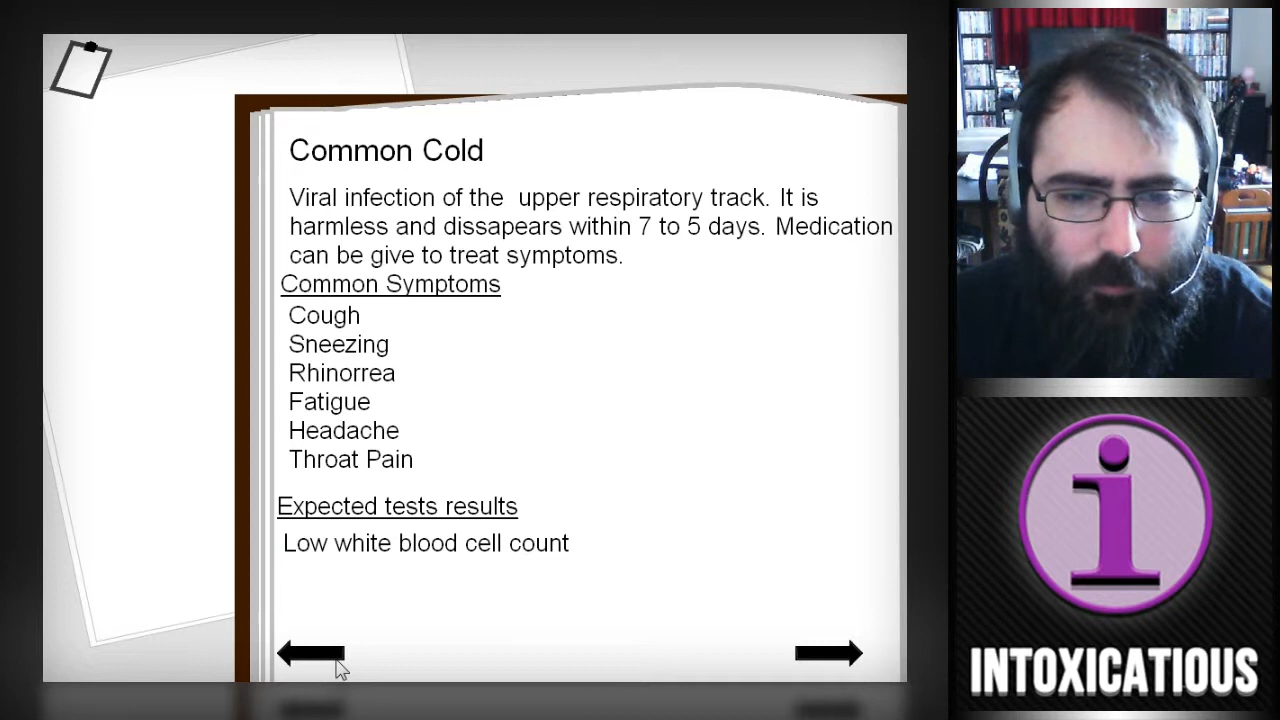 Common Cold
Viral infection of the  upper respiratory track. It is
harmless and dissapears within 7 to 5 days. Medication
can be give to treat symptoms.
Common Symptoms
Cough
Sneezing
Rhinorrea
Fatigue
Headache
Throat Pain
Expected tests results
Low white blood cell count
i
INTOXICATIOUS